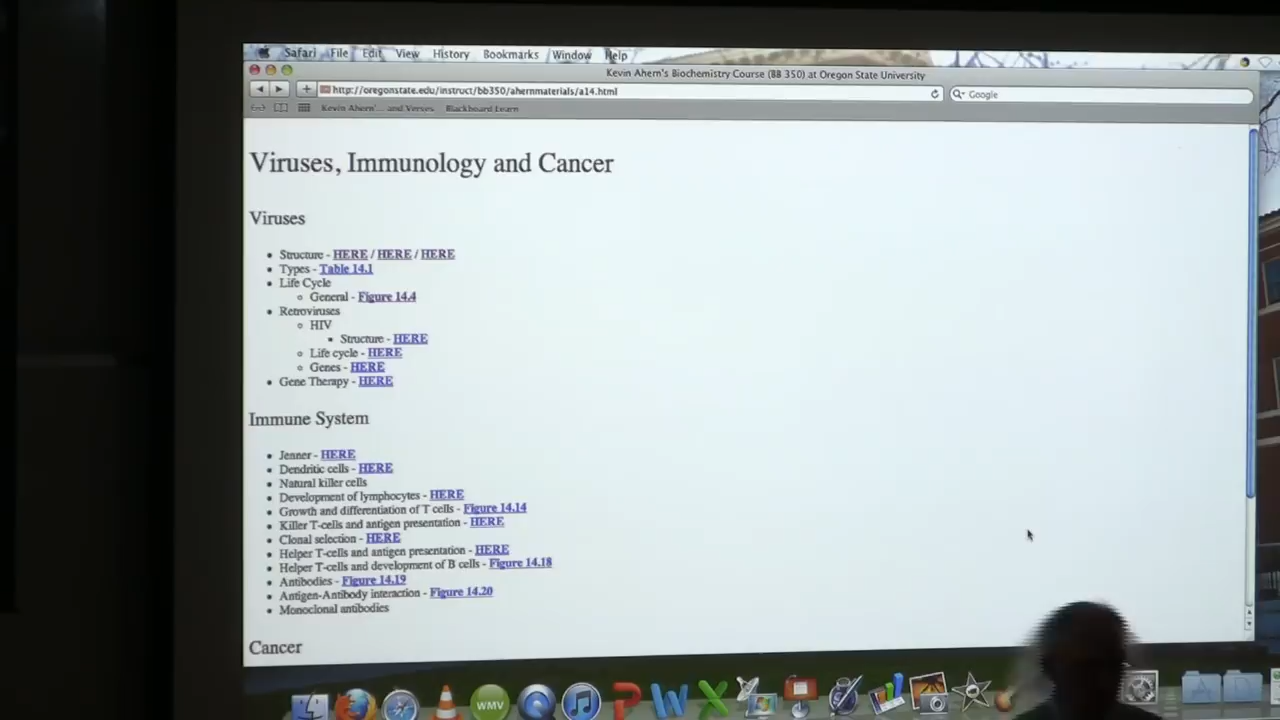 Safari File Edit View History Bookmarks Window Help
Kevin Ahern's Biochemistry Course (BB 350) at Oregon State University
http://oregonstate.edu/instruct/bb350/ahernmaterials/a14.html
Google
Kevin Ahern'... and Verses Blackboard Learn
Viruses, Immunology and Cancer
Viruses
Structure - HERE / HERE / HERE
Types - Table 14.1
Life Cycle
General - Figure 14.4
Retroviruses
HIV
Structure - HERE
Life cycle - HERE
Genes - HERE
Gene Therapy - HERE
Immune System
Jenner - HERE
Dendritic cells - HERE
Natural killer cells
Development of lymphocytes - HERE
Growth and differentiation of T cells - Figure 14.14
Killer T-cells and antigen presentation - HERE
Clonal selection - HERE
Helper T-cells and antigen presentation - HERE
Helper T-cells and development of B cells - Figure 14.18
Antibodies - Figure 14.19
Antigen-Antibody interaction - Figure 14.20
Monoclonal antibodies
Cancer
WMV